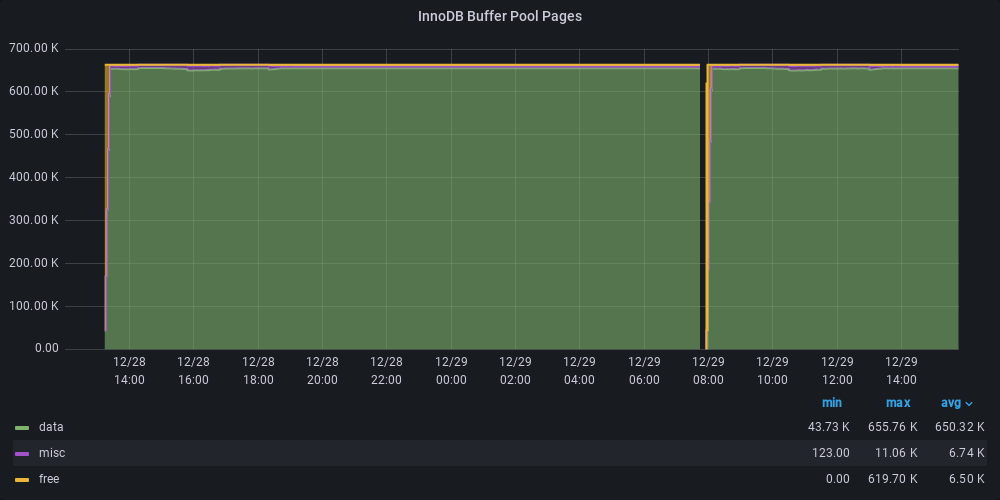 InnoDB Buffer Pool Pages
700.00 K
600.00 K
500.00 K
400.00 K
300.00 K
200.00 K
100.00 K
0.00
12/28 12/28 12/28 12/28 12/28 12/29 12/29 12/29 12/29 12/29 12/29 12/29 12/29
14:00 16:00 18:00 20:00 22:00 00:00 02:00 04:00 06:00 08:00 10:00 12:00 14:00
min max avg
data 43.73 K 655.76 K 650.32 K
misc 123.00 11.06 K 6.74 K
free 0.00 619.70 K 6.50 K